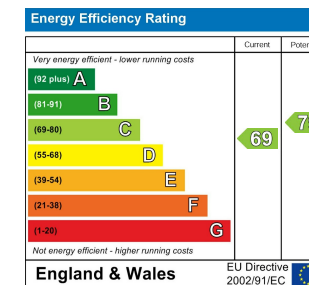 Energy Efficiency Rating
Current
Very energy efficient - lower running costs
(92 plus) A
(81-91) B
(69-80) C
(55-68) D
(39-54) E
(21-38) F
(1-20) G
69
Not energy efficient - higher running costs
England & Wales
EU Directive
2002/91/EC